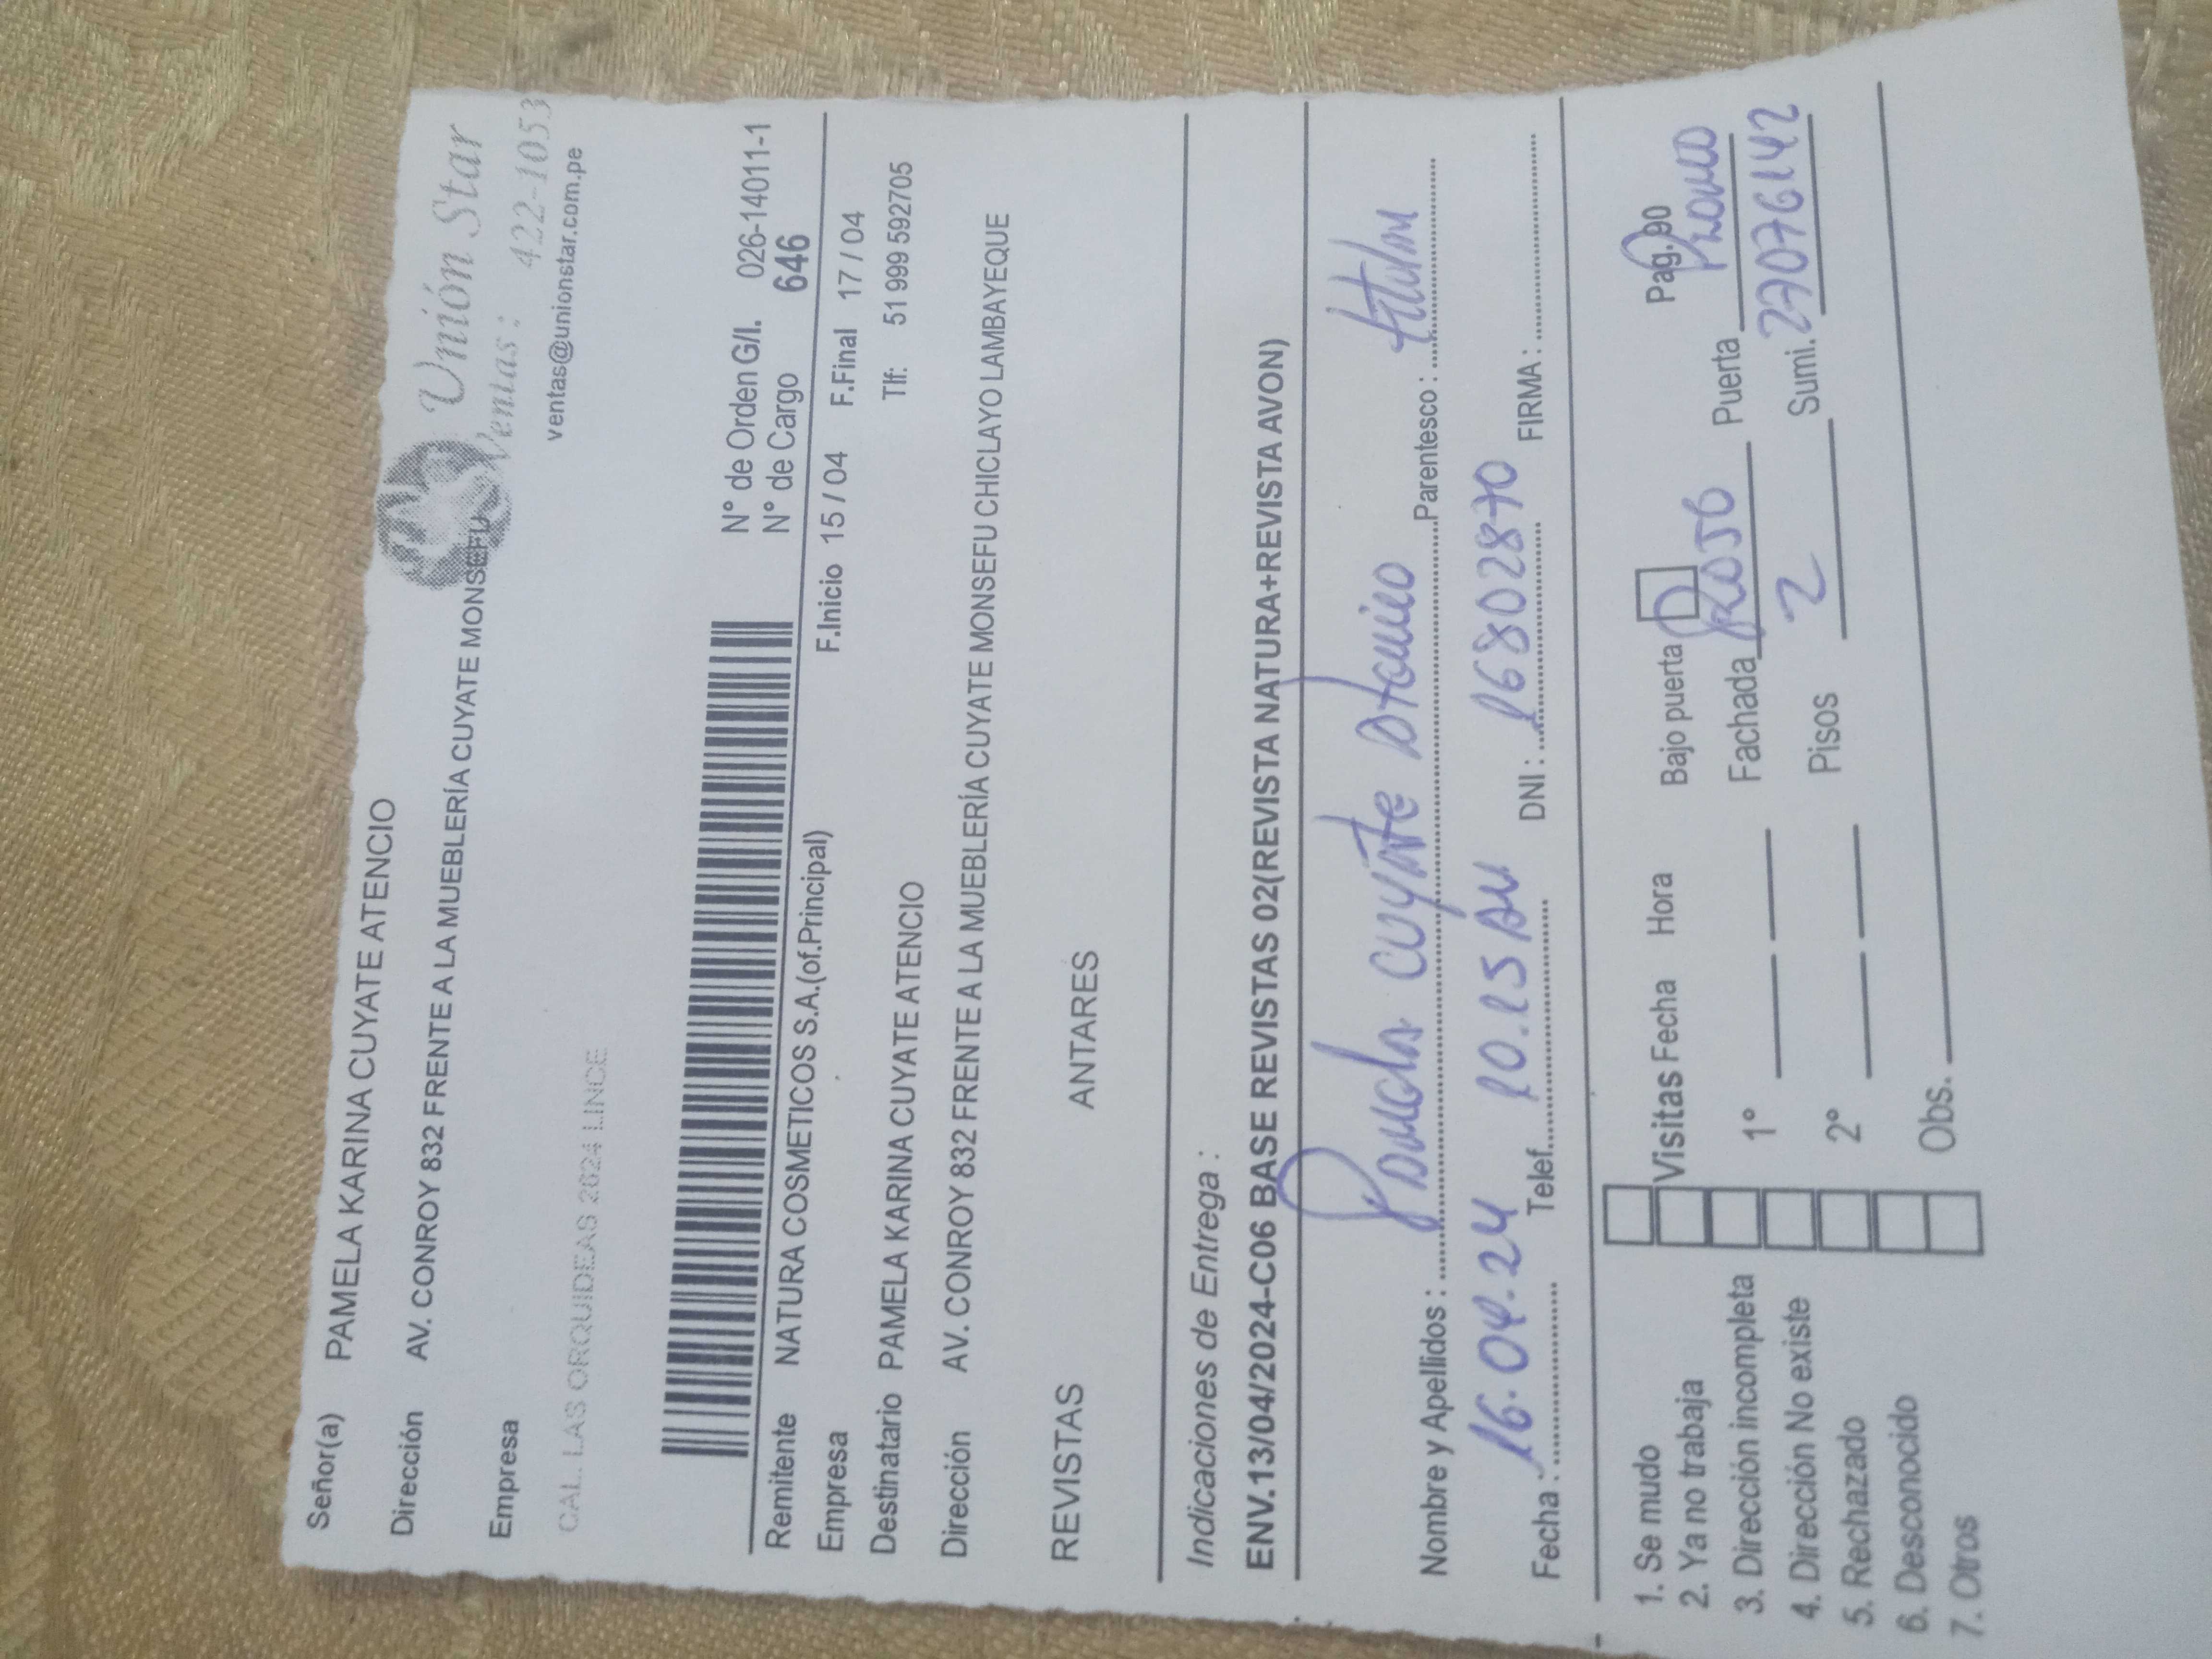 Señor(a) PAMELA KARINA CUYATE ATENCIO
Dirección AV. CONROY 832 FRENTE A LA MUEBLERÍA CUYATE MONSEFU
Empresa
Unión Star
Ventas: 422-1053
ventas@unionstar.com.pe
CAL. LAS ORQUIDEAS 2624 LINCE
N° de Orden G/I. 026-14011-1
N° de Cargo 646
Remitente NATURA COSMETICOS S.A.(of.Principal) F.Inicio 15 / 04 F.Final 17 / 04
Empresa
Destinatario PAMELA KARINA CUYATE ATENCIO Tlf: 51 999 592705
Dirección AV. CONROY 832 FRENTE A LA MUEBLERÍA CUYATE MONSEFU CHICLAYO LAMBAYEQUE
REVISTAS ANTARES
Indicaciones de Entrega :
ENV.13/04/2024-C06 BASE REVISTAS 02(REVISTA NATURA+REVISTA AVON)
Nombre y Apellidos : Pamela Cuyate Atencio Parentesco : titular
Fecha : 16.04.24 Telef. 10.15 AM DNI : 16802870 FIRMA :
1. Se mudo
2. Ya no trabaja
3. Dirección incompleta
4. Dirección No existe
5. Rechazado
6. Desconocido
7. Otros
Visitas Fecha Hora
1°
2°
Obs.
Bajo puerta Pag. 90
Fachada Puerta
Pisos 2 Sumi. 27076142